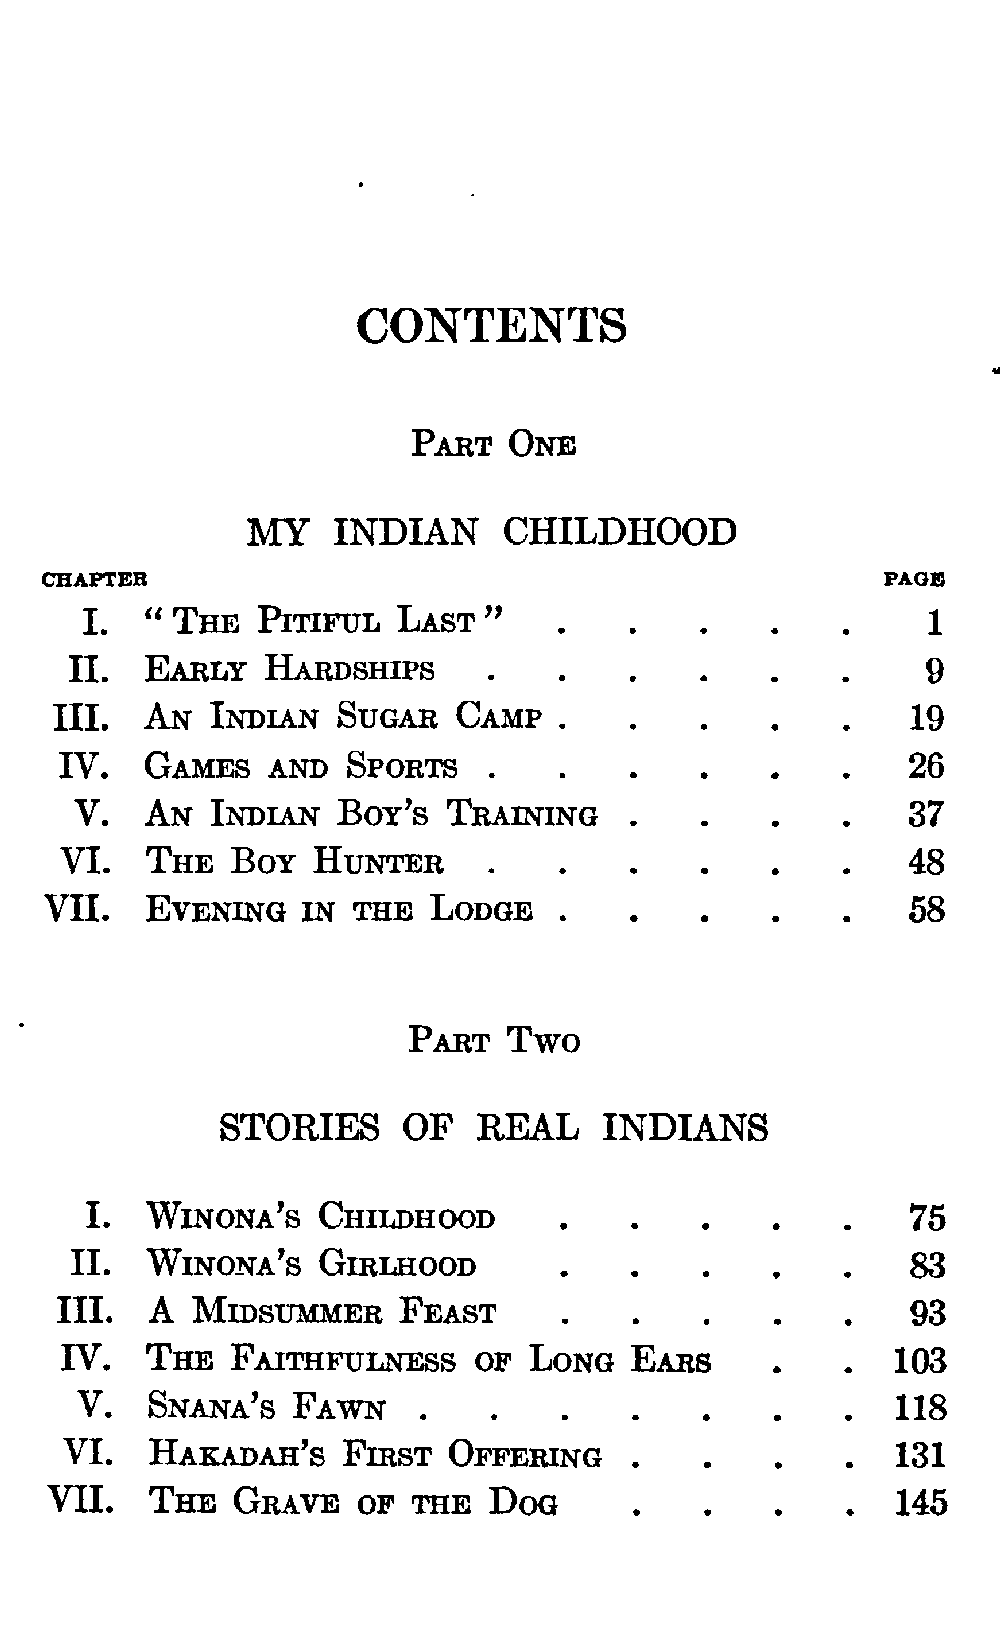 CONTENTS
PART ONE
MY INDIAN CHILDHOOD
CHAPTER PAGE
I. "THE PITIFUL LAST" . . . . . 1
II. EARLY HARDSHIPS . . . . . . 9
III. AN INDIAN SUGAR CAMP . . . . . 19
IV. GAMES AND SPORTS . . . . . . 26
V. AN INDIAN BOY'S TRAINING . . . . 37
VI. THE BOY HUNTER . . . . . . 48
VII. EVENING IN THE LODGE . . . . . 58
PART TWO
STORIES OF REAL INDIANS
I. WINONA'S CHILDHOOD . . . . . 75
II. WINONA'S GIRLHOOD . . . . . 83
III. A MIDSUMMER FEAST . . . . . 93
IV. THE FAITHFULNESS OF LONG EARS . . 103
V. SNANA'S FAWN . . . . . . . 118
VI. HAKADAH'S FIRST OFFERING . . . . 131
VII. THE GRAVE OF THE DOG . . . . 145